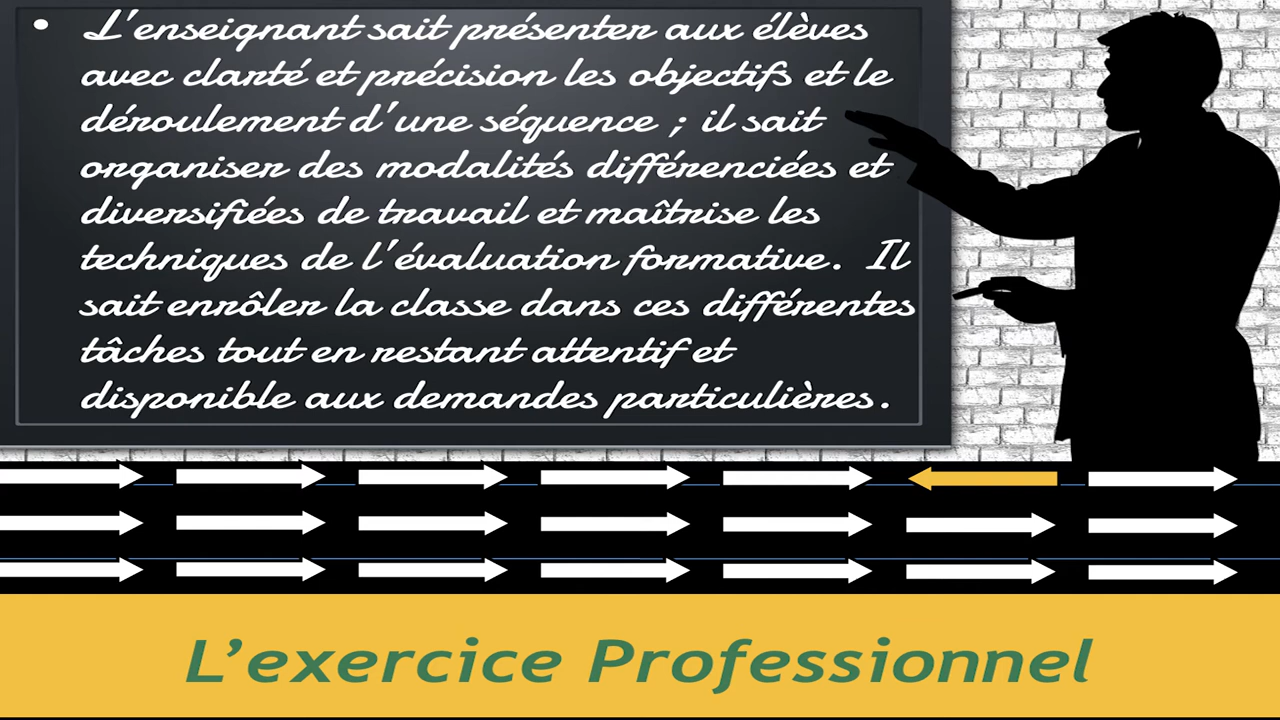 • L'enseignant sait présenter aux élèves
avec clarté et précision les objectifs et le
déroulement d'une séquence ; il sait
organiser des modalités différenciées et
diversifiées de travail et maîtrise les
techniques de l'évaluation formative. Il
sait enrôler la classe dans ces différentes
tâches tout en restant attentif et
disponible aux demandes particulières.
L’exercice Professionnel